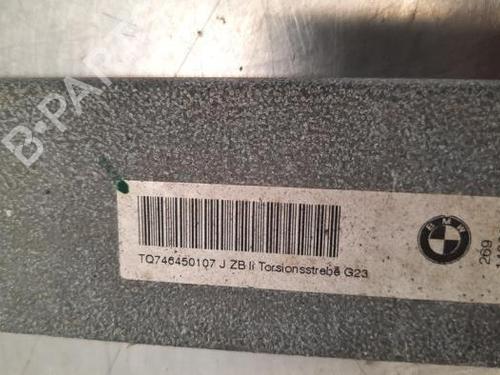 B-PARTS
TQ746450107 J ZB li Torsionsstrebe G23
BMW
269